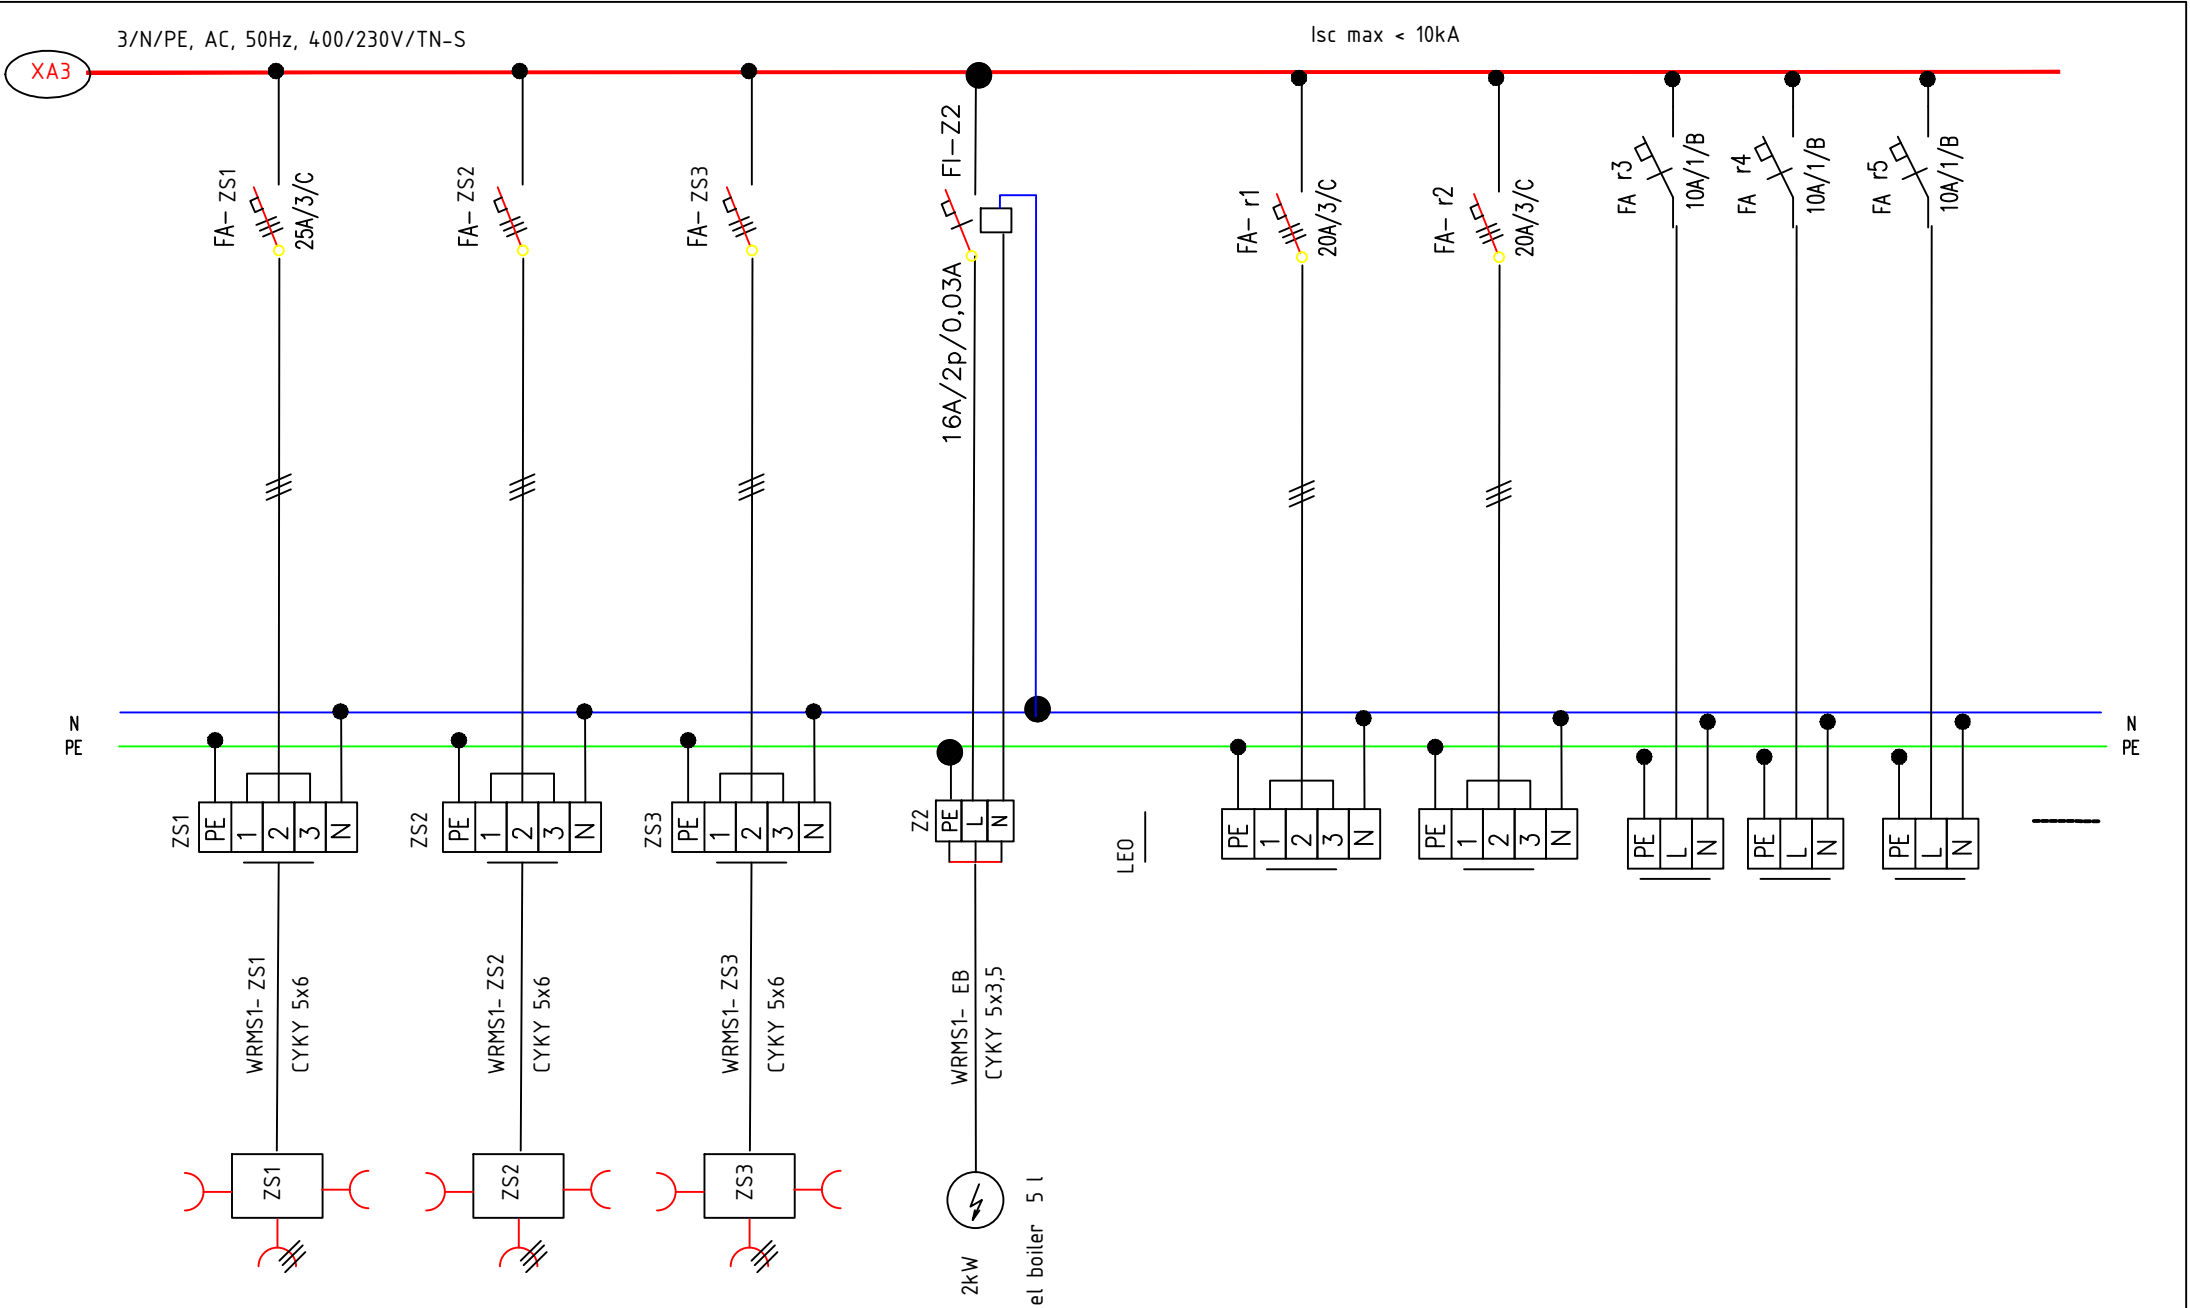 3/N/PE, AC, 50Hz, 400/230V/TN-S
Isc max < 10kA
XA3
FA- ZS1
25A/3/C
FA- ZS2
FA- ZS3
FI-Z2
16A/2p/0,03A
FA- r1
20A/3/C
FA- r2
20A/3/C
FA r3
10A/1/B
FA r4
10A/1/B
FA r5
10A/1/B
N
PE
N
PE
ZS1
PE 1 2 3 N
ZS2
PE 1 2 3 N
ZS3
PE 1 2 3 N
Z2
PE L N
LEO
PE 1 2 3 N
PE 1 2 3 N
PE L N
PE L N
PE L N
WRMS1- ZS1
CYKY 5x6
WRMS1- ZS2
CYKY 5x6
WRMS1- ZS3
CYKY 5x6
WRMS1- EB
CYKY 5x3,5
ZS1
ZS2
ZS3
2kW
el boiler 5 l